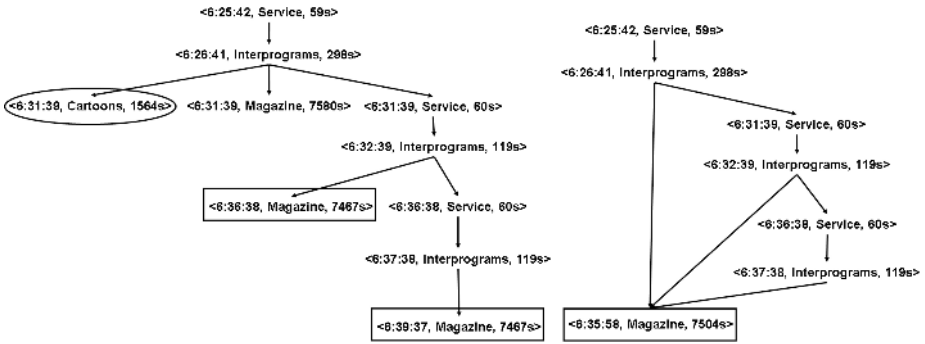 <6:25:42, Service, 59s>
<6:26:41, Interprograms, 298s>
<6:31:39, Cartoons, 1564s>
<6:31:39, Magazine, 7580s>
<6:31:39, Service, 60s>
<6:32:39, Interprograms, 119s>
<6:36:38, Magazine, 7467s>
<6:36:38, Service, 60s>
<6:37:38, Interprograms, 119s>
<6:39:37, Magazine, 7467s>
<6:25:42, Service, 59s>
<6:26:41, Interprograms, 298s>
<6:31:39, Service, 60s>
<6:32:39, Interprograms, 119s>
<6:36:38, Service, 60s>
<6:37:38, Interprograms, 119s>
<6:35:58, Magazine, 7504s>